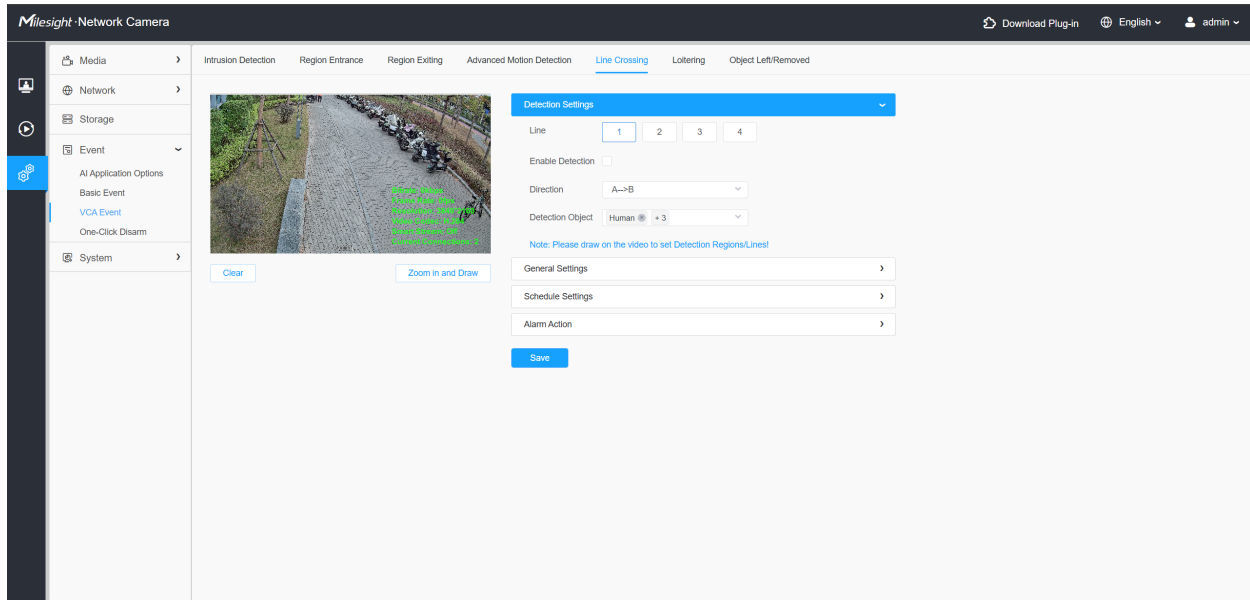 Milesight ·Network Camera
Download Plug-in
English
admin
Media
Network
Storage
Event
AI Application Options
Basic Event
VCA Event
One-Click Disarm
System
Intrusion Detection Region Entrance Region Exiting Advanced Motion Detection Line Crossing Loitering Object Left/Removed
Clear
Zoom in and Draw
Detection Settings
Line 1 2 3 4
Enable Detection
Direction A-->B
Detection Object Human + 3
Note: Please draw on the video to set Detection Regions/Lines!
General Settings
Schedule Settings
Alarm Action
Save